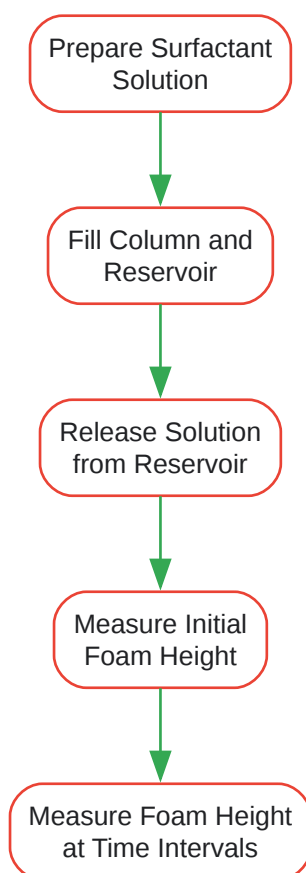 Prepare Surfactant
Solution
Fill Column and
Reservoir
Release Solution
from Reservoir
Measure Initial
Foam Height
Measure Foam Height
at Time Intervals